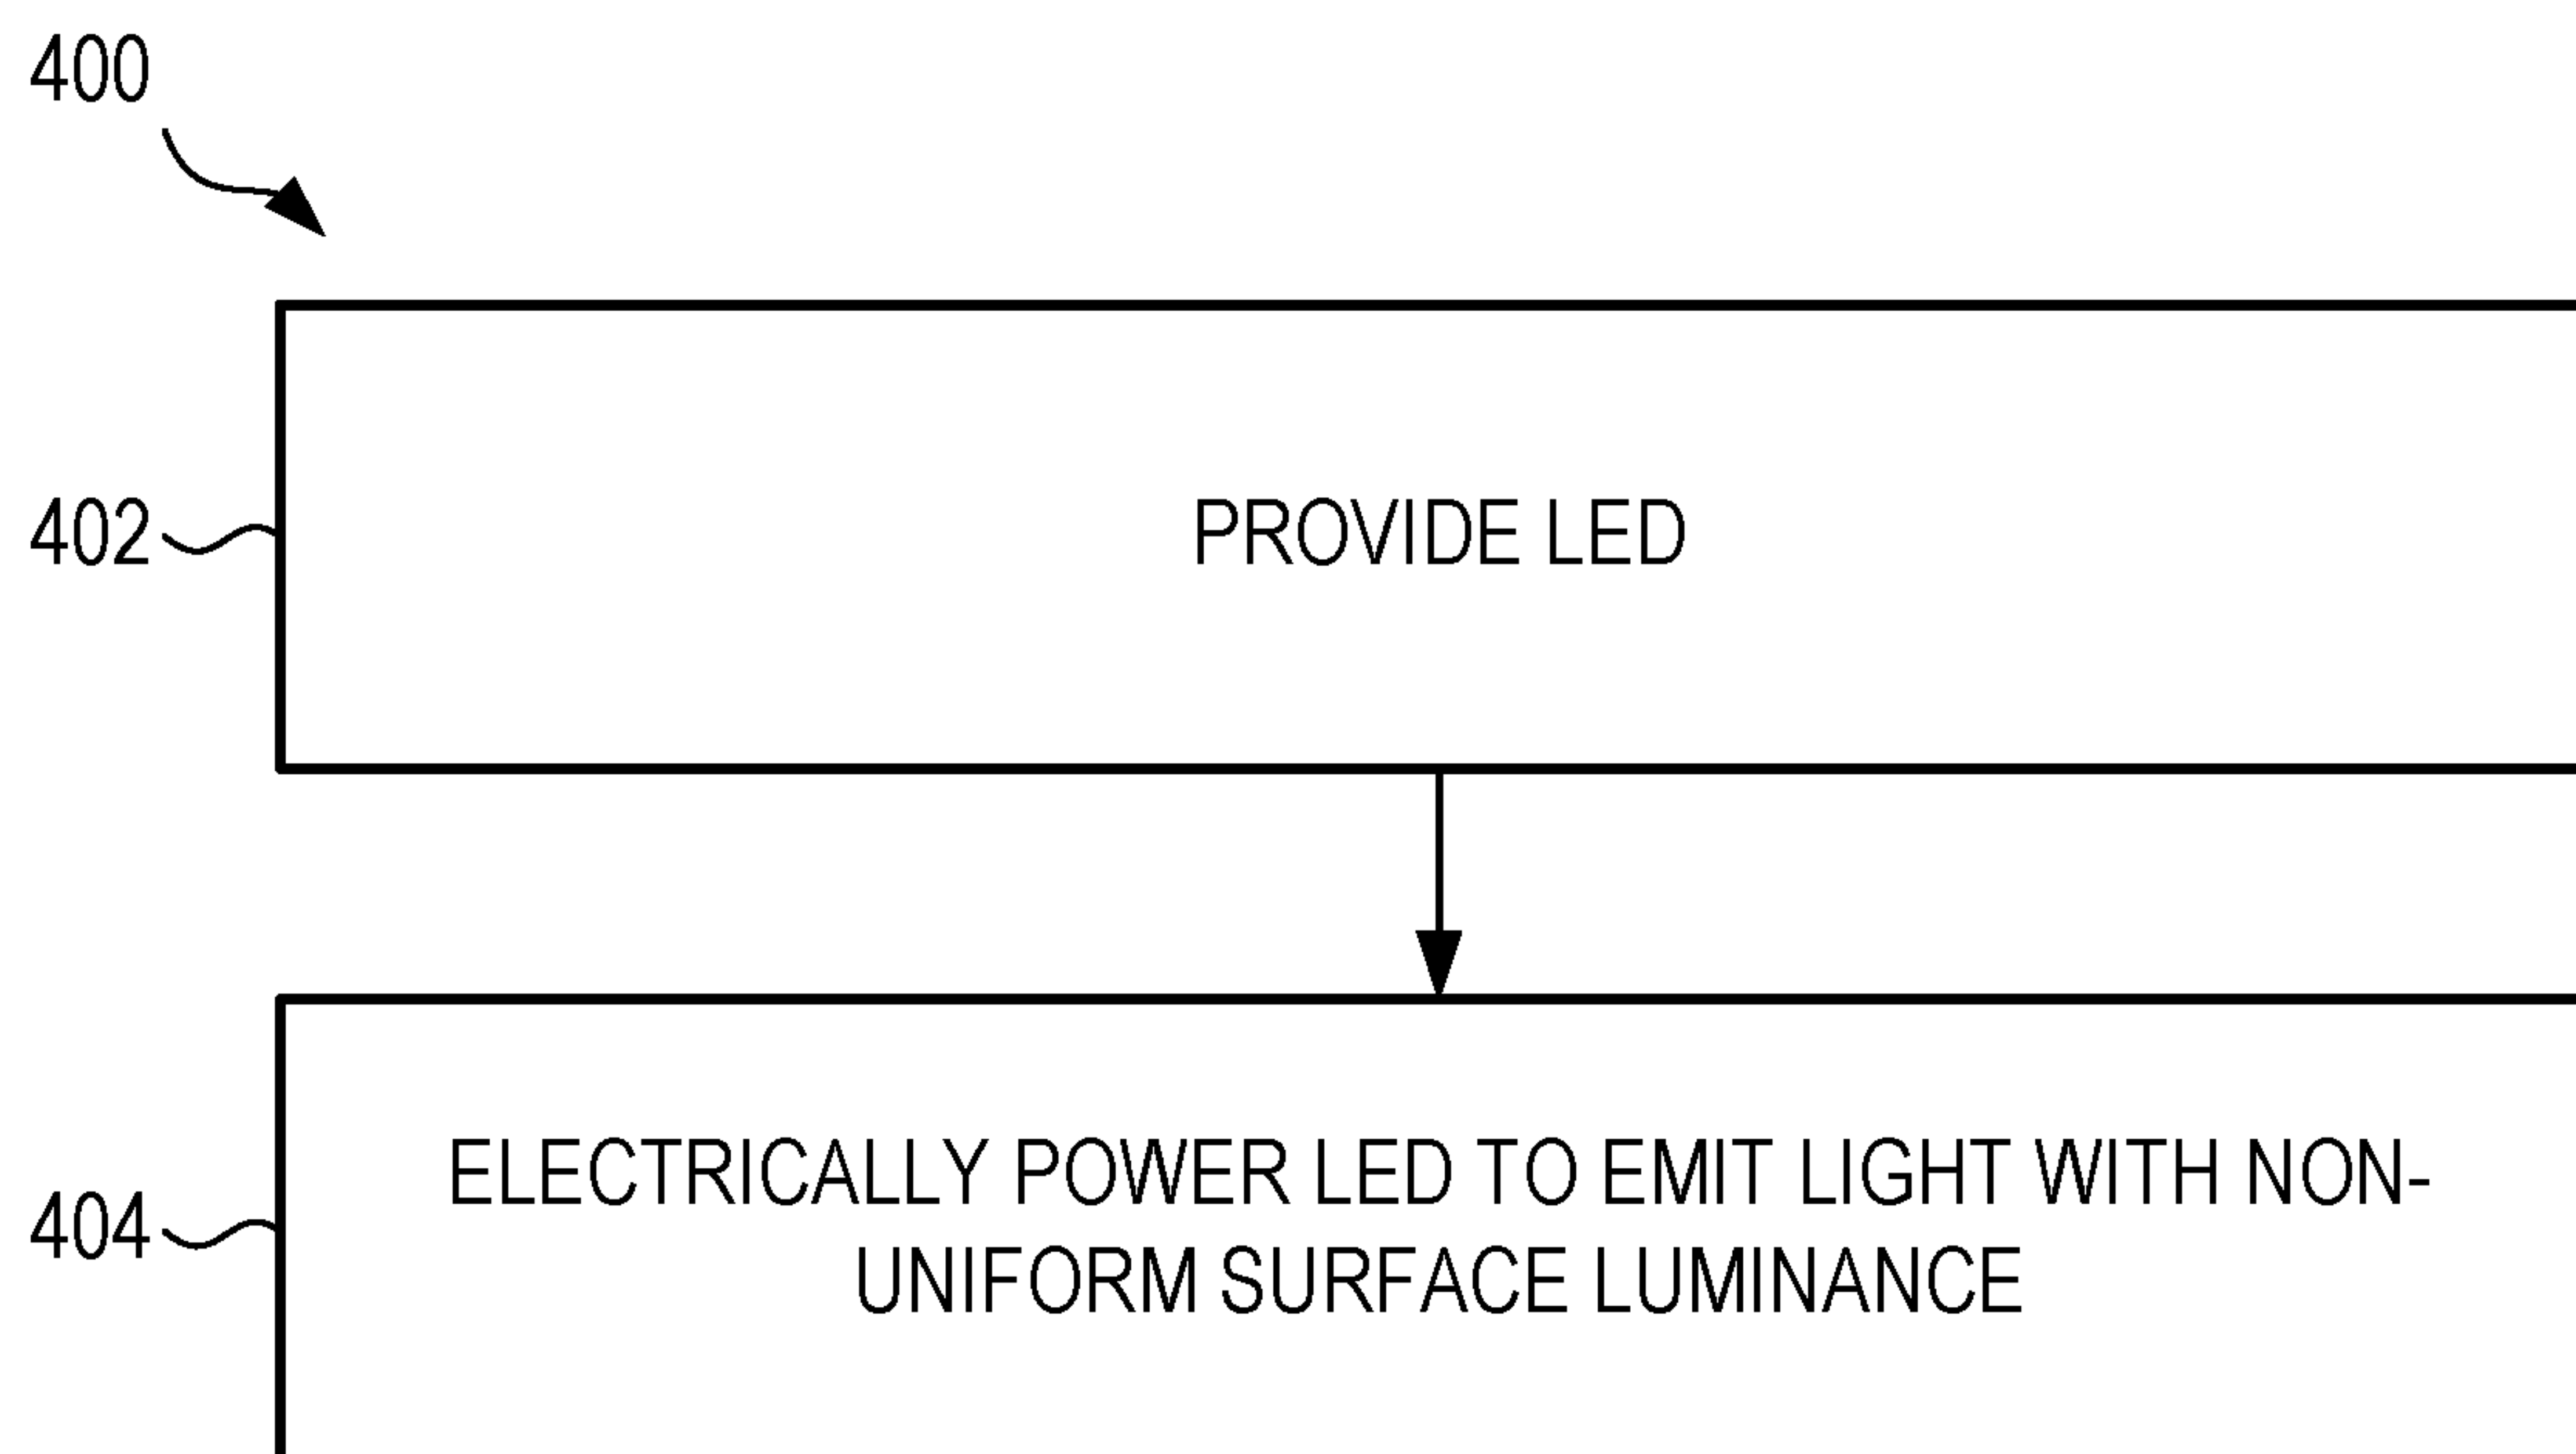 400
402
PROVIDE LED
404
ELECTRICALLY POWER LED TO EMIT LIGHT WITH NON-
UNIFORM SURFACE LUMINANCE